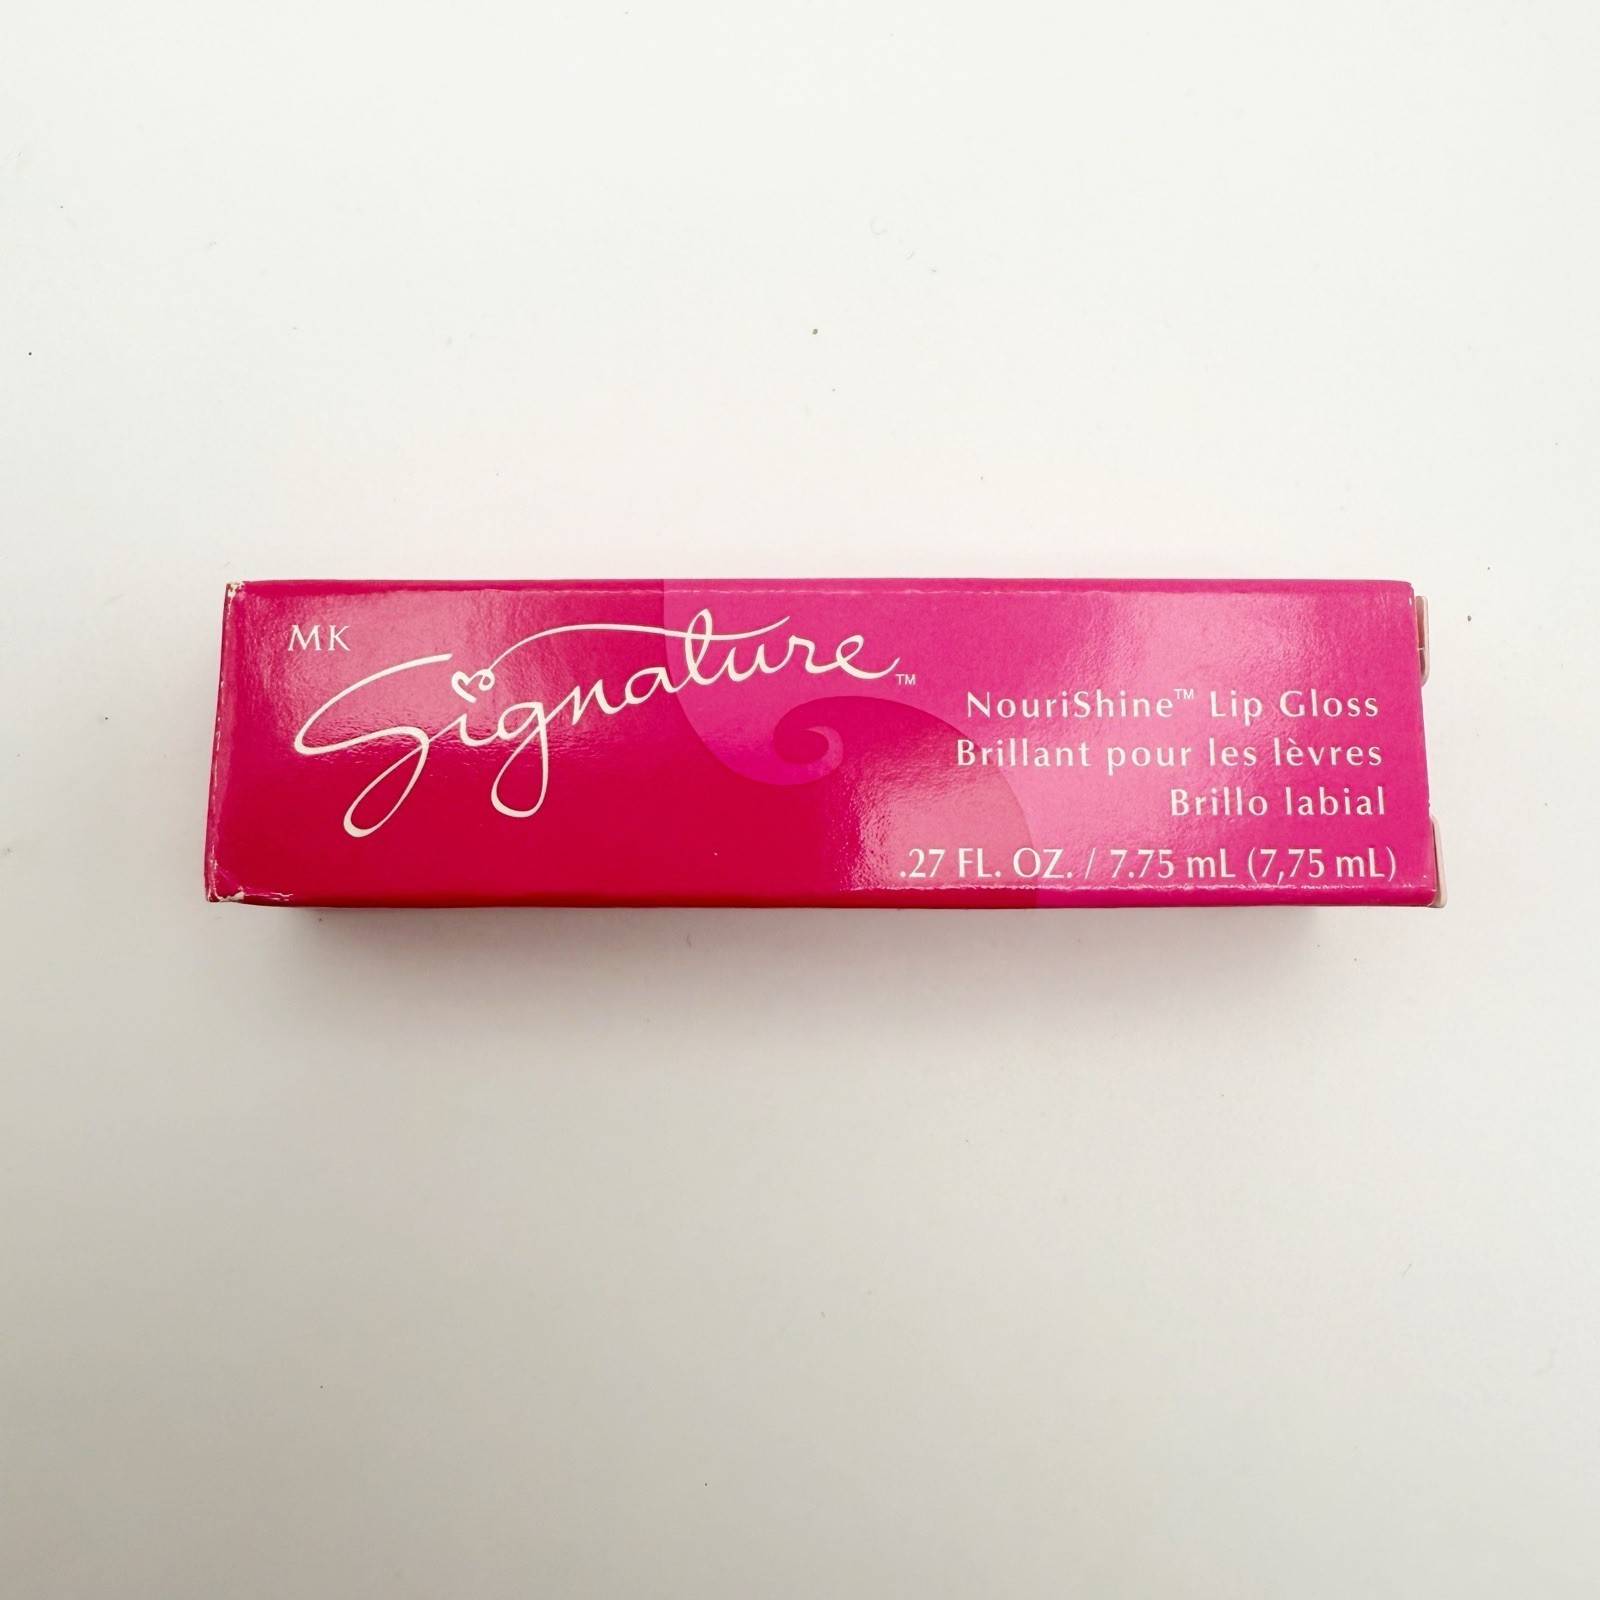 MK
Signature™
NouriShine™ Lip Gloss
Brillant pour les lèvres
Brillo labial
.27 FL. OZ. / 7.75 mL (7,75 mL)